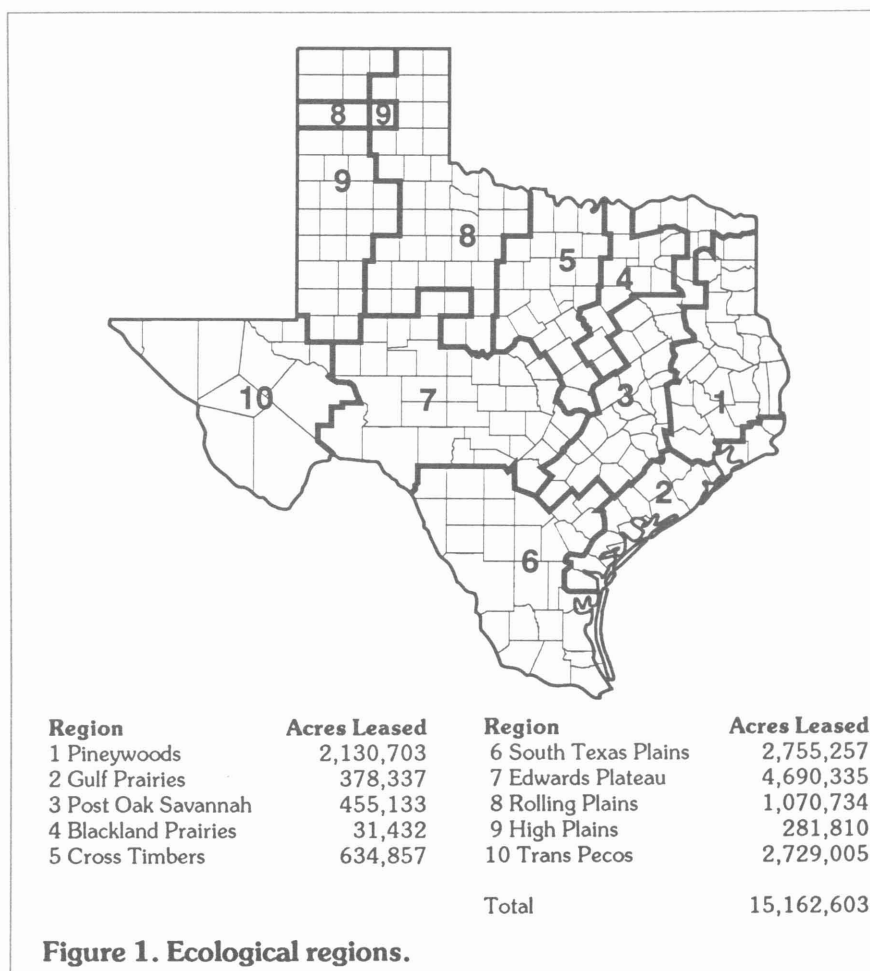 8 9
9
8
5
4
10
7
3
1
2
6
Region Acres Leased
1 Pineywoods 2,130,703
2 Gulf Prairies 378,337
3 Post Oak Savannah 455,133
4 Blackland Prairies 31,432
5 Cross Timbers 634,857
Region Acres Leased
6 South Texas Plains 2,755,257
7 Edwards Plateau 4,690,335
8 Rolling Plains 1,070,734
9 High Plains 281,810
10 Trans Pecos 2,729,005
Total 15,162,603
Figure 1. Ecological regions.